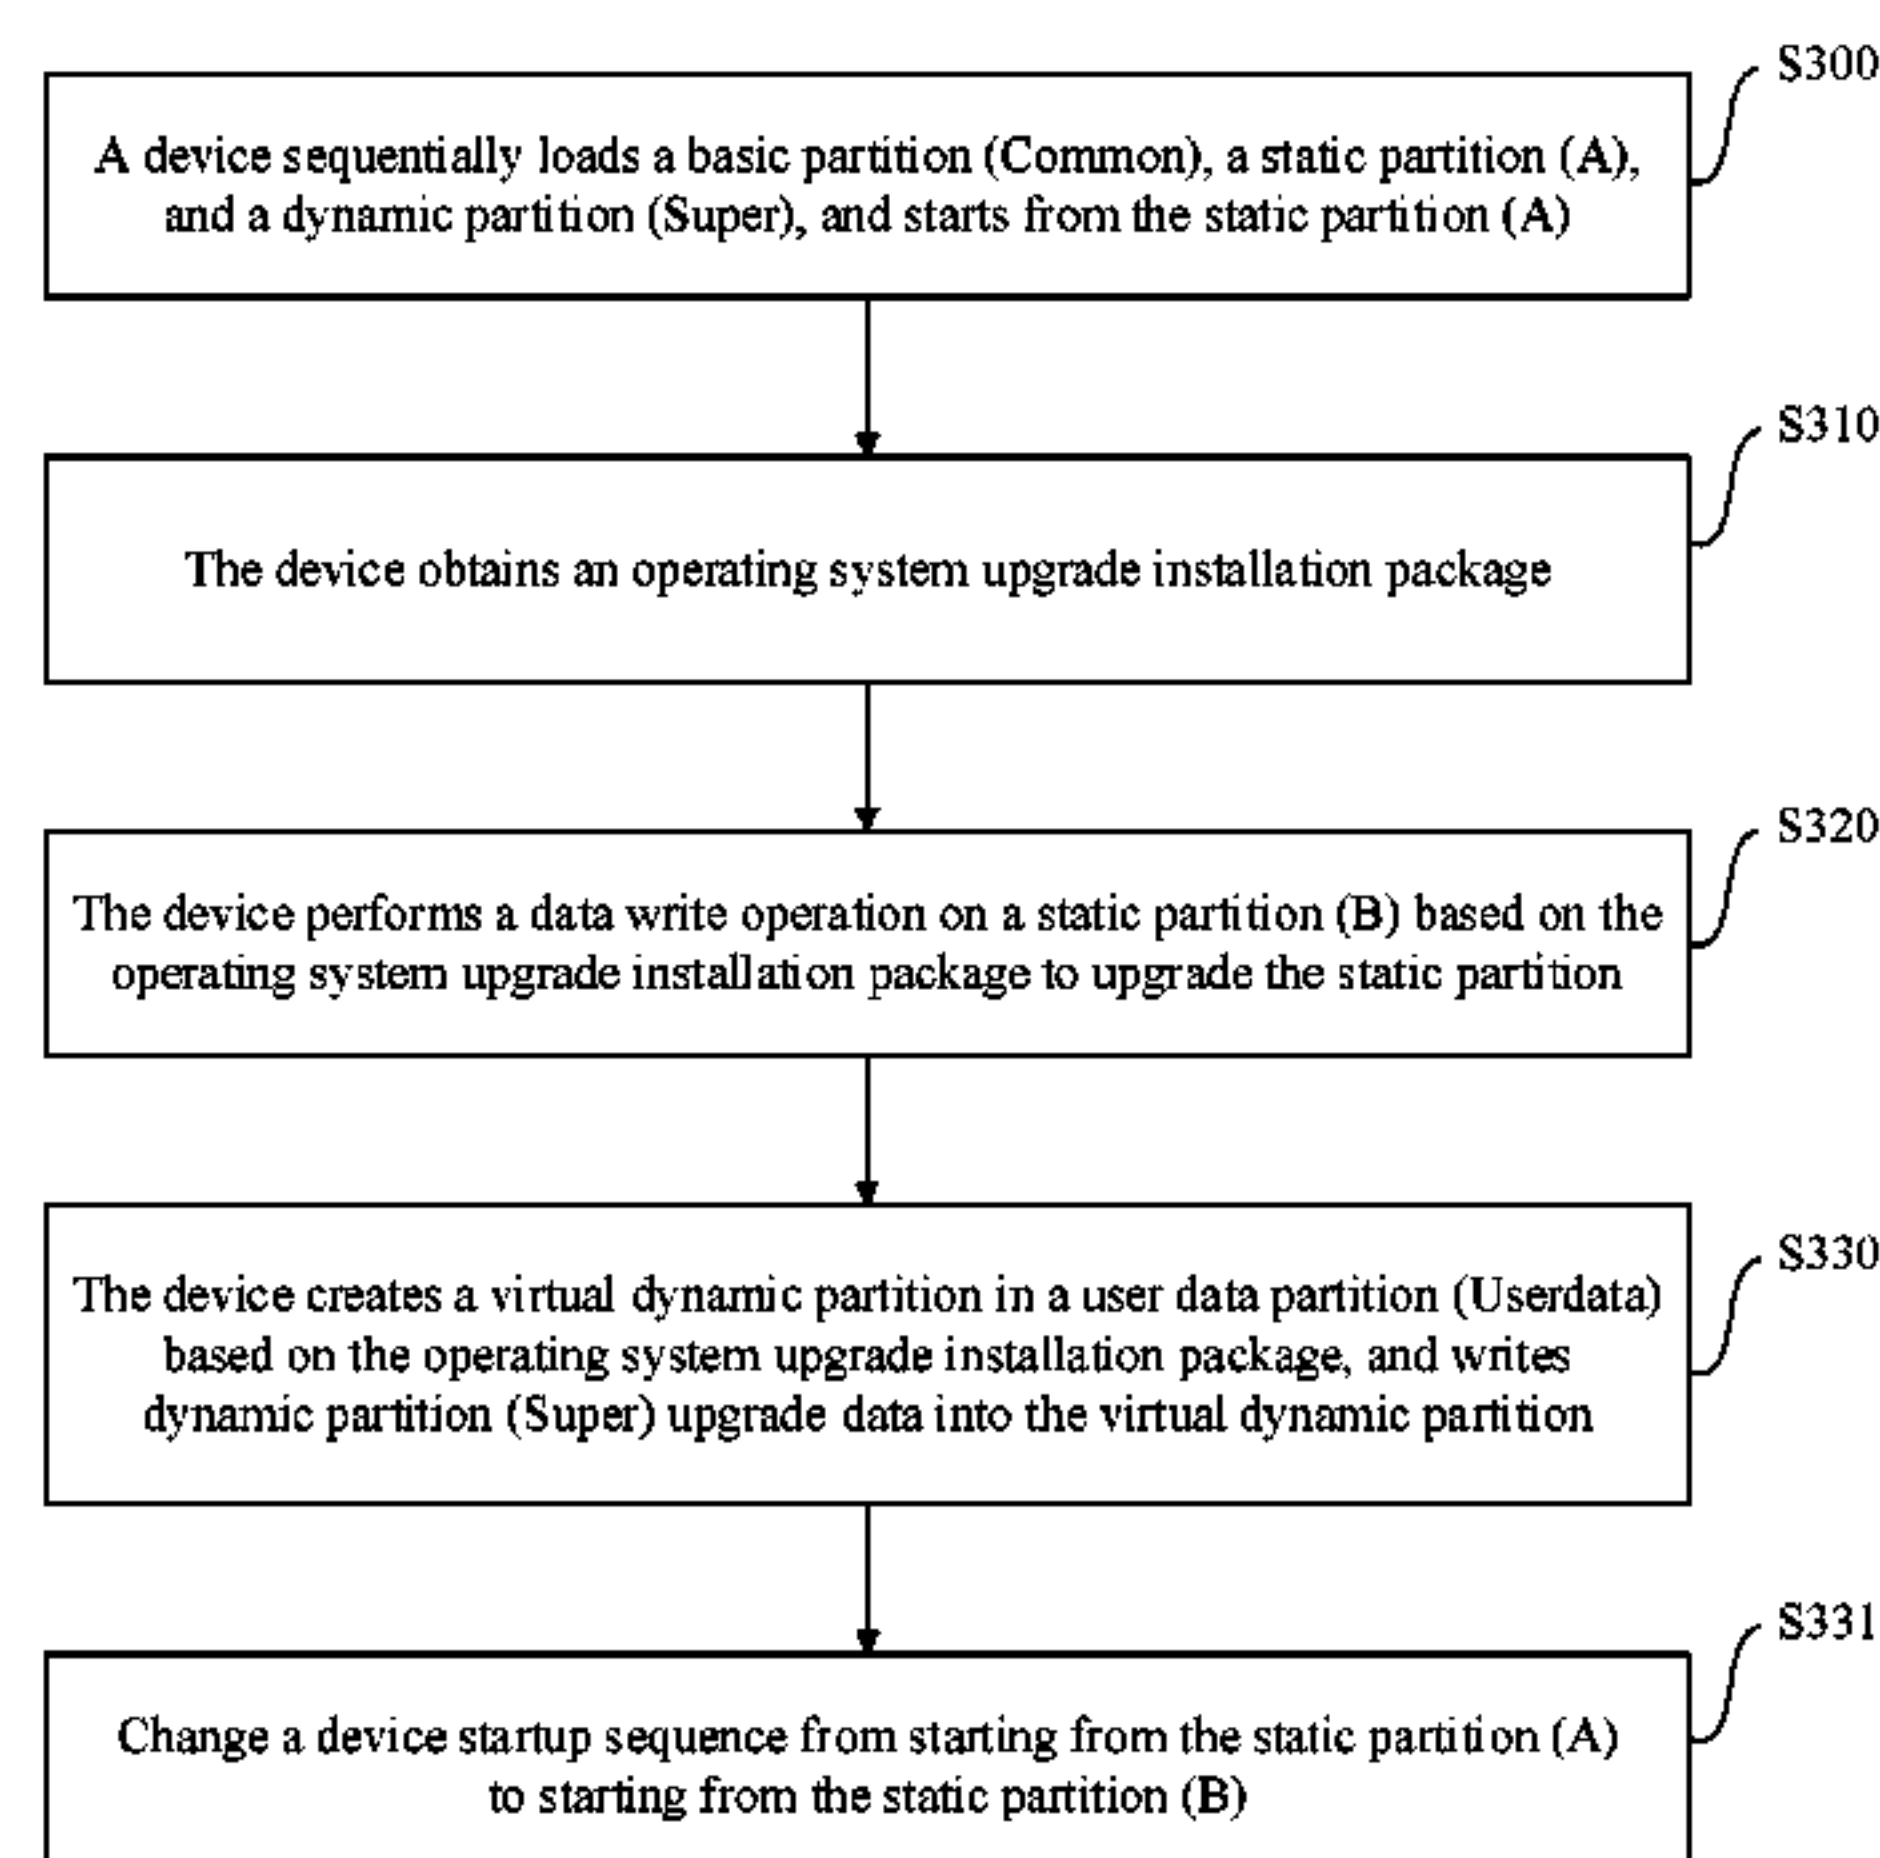 S300
A device sequentially loads a basic partition (Common), a static partition (A),
and a dynamic partition (Super), and starts from the static partition (A)
S310
The device obtains an operating system upgrade installation package
S320
The device performs a data write operation on a static partition (B) based on the
operating system upgrade installation package to upgrade the static partition
S330
The device creates a virtual dynamic partition in a user data partition (Userdata)
based on the operating system upgrade installation package, and writes
dynamic partition (Super) upgrade data into the virtual dynamic partition
S331
Change a device startup sequence from starting from the static partition (A)
to starting from the static partition (B)